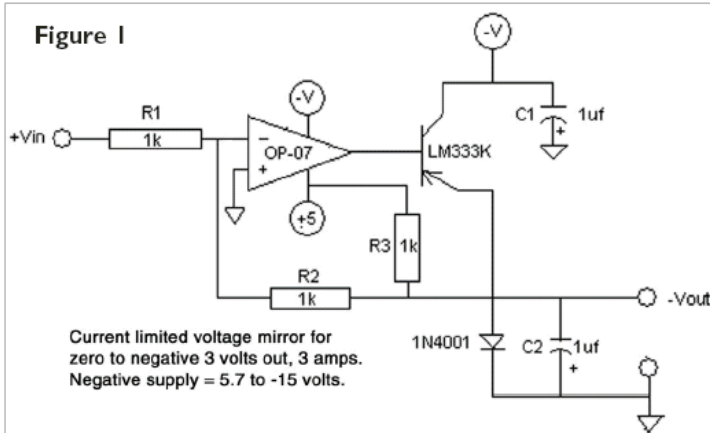 Figure 1
-V
R1
C1
1uf
+
+Vin
1k
-V
−
OP-07
+
LM333K
+5
R3
1k
R2
1k
-Vout
1N4001
C2
1uf
+
Current limited voltage mirror for
zero to negative 3 volts out, 3 amps.
Negative supply = 5.7 to -15 volts.